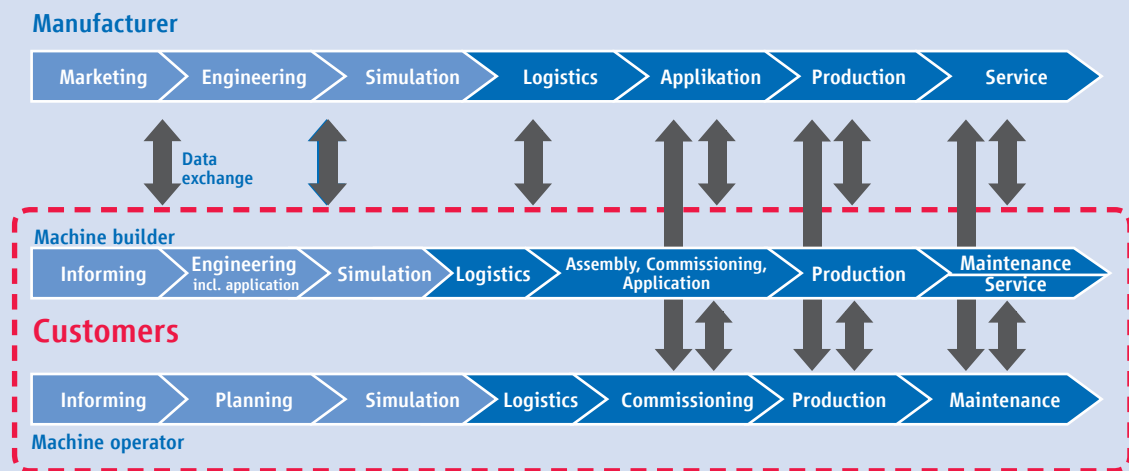 Manufacturer
Marketing
Engineering
Simulation
Logistics
Applikation
Production
Service
Data
exchange
Machine builder
Informing
Engineering
incl. application
Simulation
Logistics
Assembly, Commissioning,
Application
Production
Maintenance
Service
Customers
Informing
Planning
Simulation
Logistics
Commissioning
Production
Maintenance
Machine operator